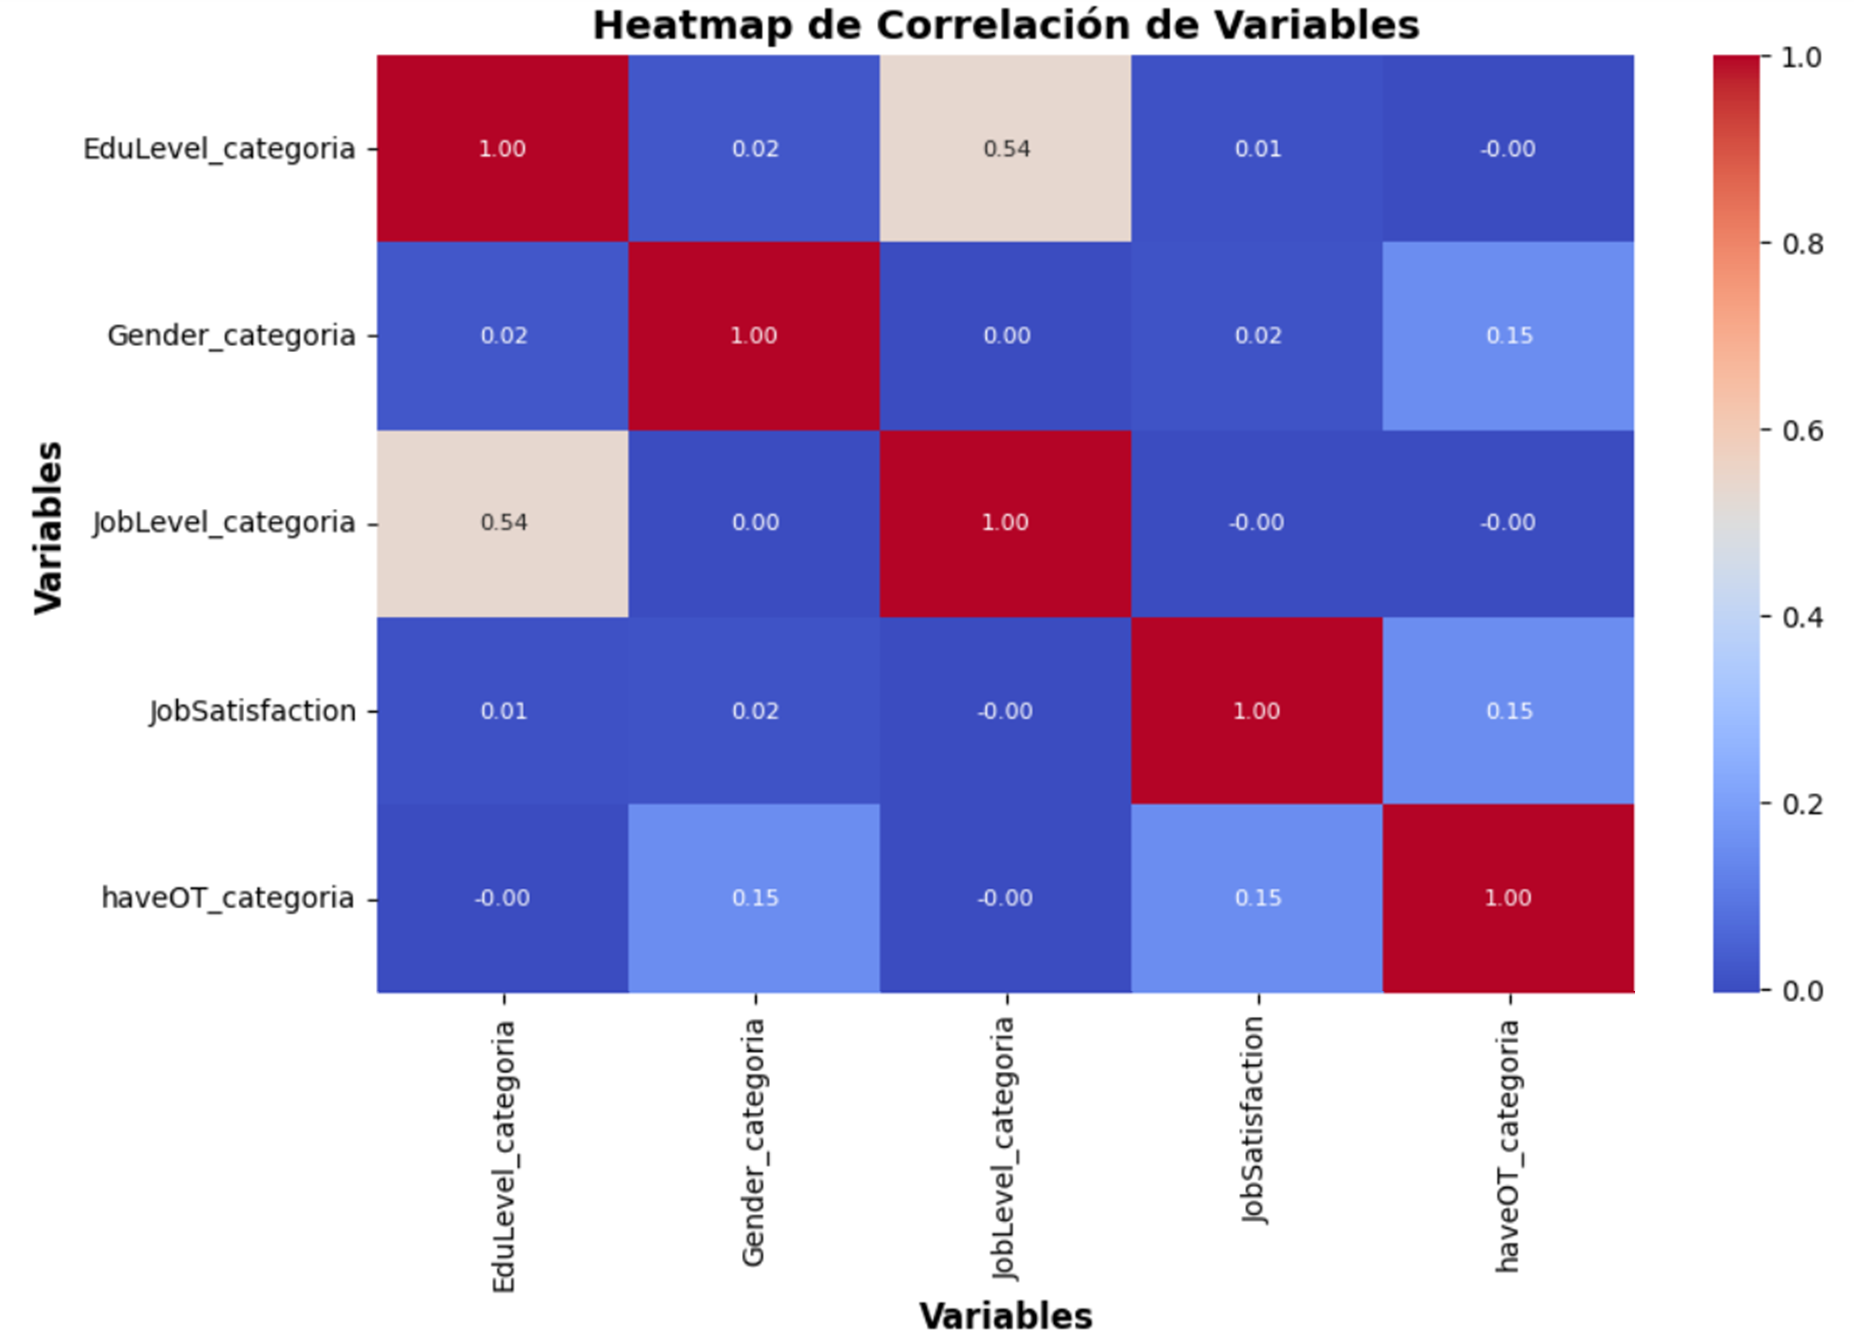 Heatmap de Correlación de Variables
Variables
EduLevel_categoria 1.00 0.02 0.54 0.01 -0.00
Gender_categoria 0.02 1.00 0.00 0.02 0.15
JobLevel_categoria 0.54 0.00 1.00 -0.00 -0.00
JobSatisfaction 0.01 0.02 -0.00 1.00 0.15
haveOT_categoria -0.00 0.15 -0.00 0.15 1.00
EduLevel_categoria
Gender_categoria
JobLevel_categoria
JobSatisfaction
haveOT_categoria
Variables
1.0
0.8
0.6
0.4
0.2
0.0